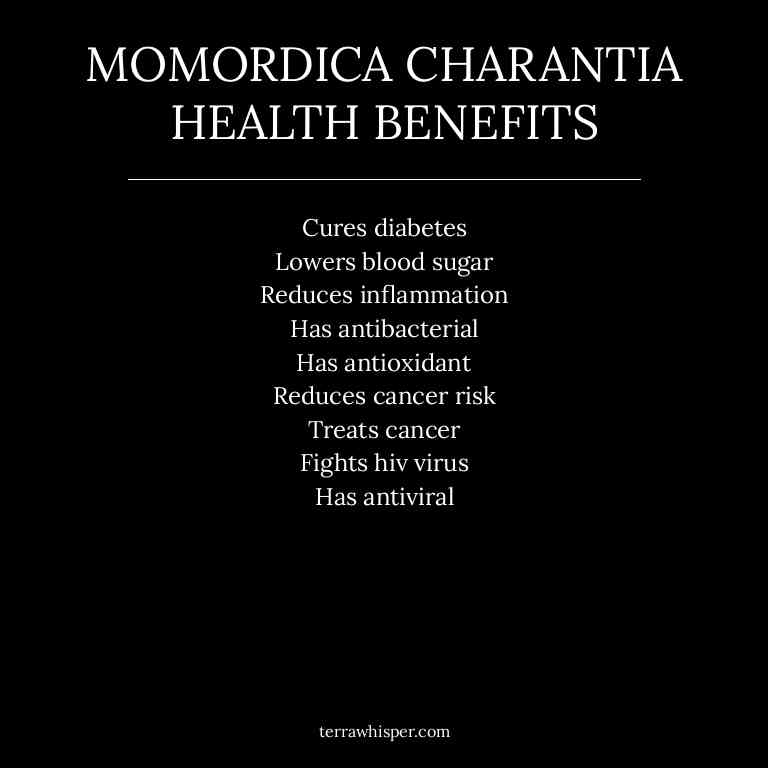 MOMORDICA CHARANTIA
HEALTH BENEFITS
Cures diabetes
Lowers blood sugar
Reduces inflammation
Has antibacterial
Has antioxidant
Reduces cancer risk
Treats cancer
Fights hiv virus
Has antiviral
terrawhisper.com